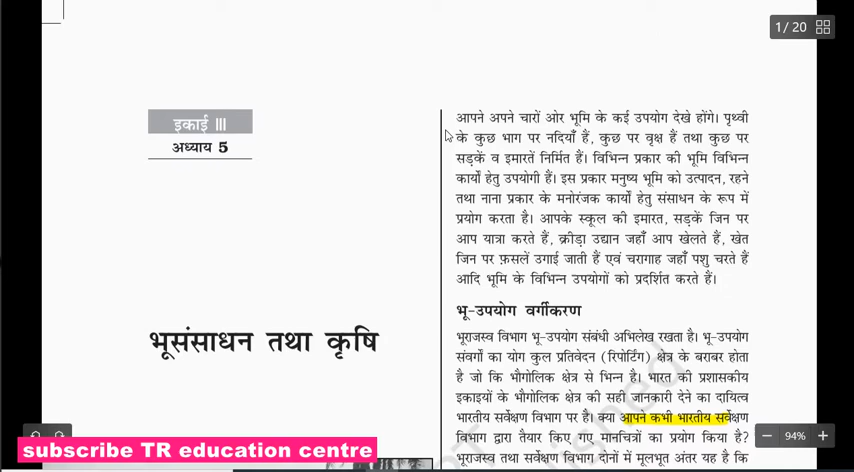 1 / 20
इकाई III
अध्याय 5
भूसंसाधन तथा कृषि
आपने अपने चारों ओर भूमि के कई उपयोग देखे होंगे। पृथ्वी
के कुछ भाग पर नदियाँ हैं, कुछ पर वृक्ष हैं तथा कुछ पर
सड़कें व इमारतें निर्मित हैं। विभिन्न प्रकार की भूमि विभिन्न
कार्यों हेतु उपयोगी हैं। इस प्रकार मनुष्य भूमि को उत्पादन, रहने
तथा नाना प्रकार के मनोरंजक कार्यों हेतु संसाधन के रूप में
प्रयोग करता है। आपके स्कूल की इमारत, सड़कें जिन पर
आप यात्रा करते हैं, क्रीड़ा उद्यान जहाँ आप खेलते हैं, खेत
जिन पर फ़सलें उगाई जाती हैं एवं चरागाह जहाँ पशु चरते हैं
आदि भूमि के विभिन्न उपयोगों को प्रदर्शित करते हैं।
भू-उपयोग वर्गीकरण
भूराजस्व विभाग भू-उपयोग संबंधी अभिलेख रखता है। भू-उपयोग
संवर्गों का योग कुल प्रतिवेदन (रिपोर्टिंग) क्षेत्र के बराबर होता
है जो कि भौगोलिक क्षेत्र से भिन्न है। भारत की प्रशासकीय
इकाइयों के भौगोलिक क्षेत्र की सही जानकारी देने का दायित्व
भारतीय सर्वेक्षण विभाग पर है। क्या आपने कभी भारतीय सर्वेक्षण
विभाग द्वारा तैयार किए गए मानचित्रों का प्रयोग किया है?
भूराजस्व तथा सर्वेक्षण विभाग दोनों में मूलभूत अंतर यह है कि
94%
subscribe TR education centre